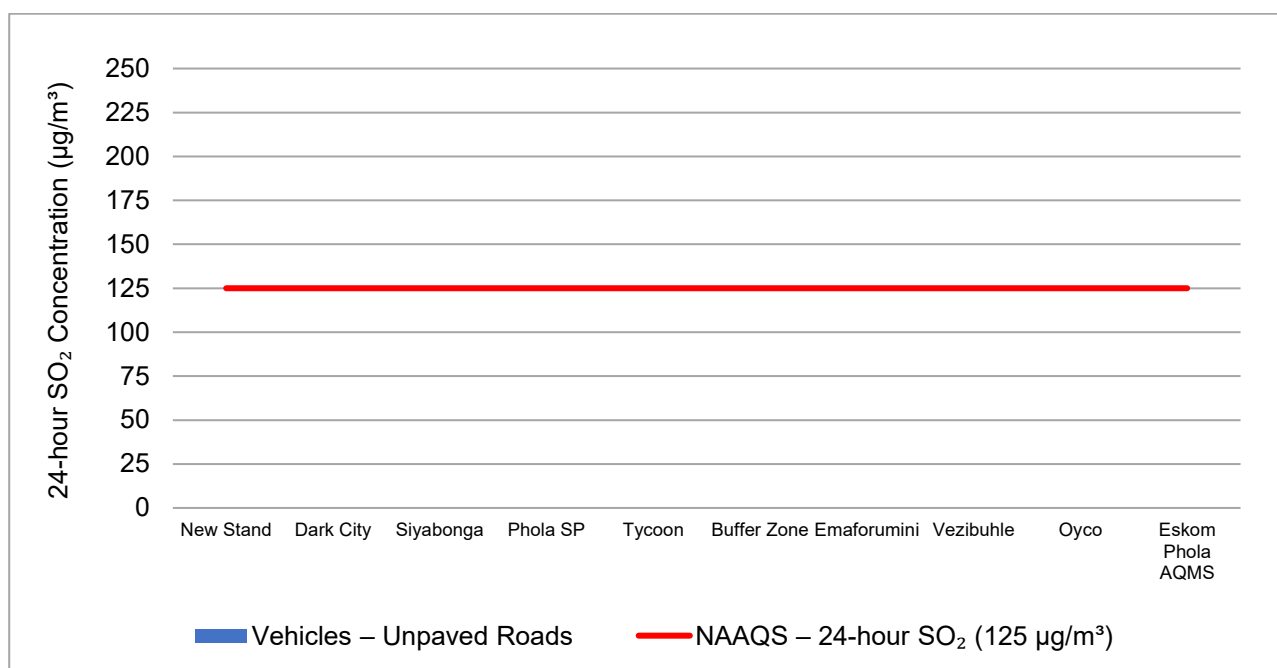 24-hour SO₂ Concentration (µg/m³)
250
225
200
175
150
125
100
75
50
25
0
New Stand
Dark City
Siyabonga
Phola SP
Tycoon
Buffer Zone
Emaforumini
Vezibuhle
Oyco
Eskom
Phola
AQMS
Vehicles – Unpaved Roads
NAAQS – 24-hour SO₂ (125 µg/m³)